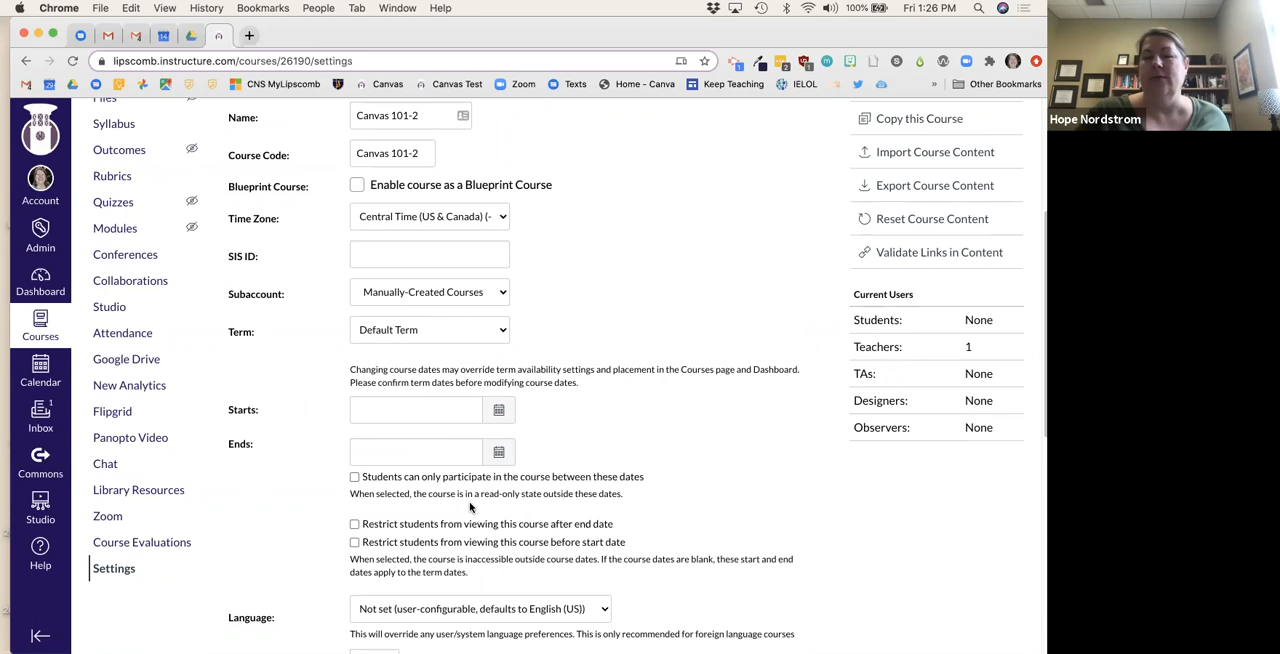 Chrome File Edit View History Bookmarks People Tab Window Help 100% Fri 1:26 PM
14
lipscomb.instructure.com/courses/26190/settings
CNS MyLipscomb Canvas Canvas Test Zoom Texts Home - Canva Keep Teaching IELOL » Other Bookmarks
Account
Admin
Dashboard
Courses
Calendar
1
Inbox
Commons
Studio
Help
Files
Syllabus
Outcomes
Rubrics
Quizzes
Modules
Conferences
Collaborations
Studio
Attendance
Google Drive
New Analytics
Flipgrid
Panopto Video
Chat
Library Resources
Zoom
Course Evaluations
Settings
Name: Canvas 101-2
Course Code: Canvas 101-2
Blueprint Course: Enable course as a Blueprint Course
Time Zone: Central Time (US & Canada) (-
SIS ID:
Subaccount: Manually-Created Courses
Term: Default Term
Changing course dates may override term availability settings and placement in the Courses page and Dashboard.
Please confirm term dates before modifying course dates.
Starts:
Ends:
Students can only participate in the course between these dates
When selected, the course is in a read-only state outside these dates.
Restrict students from viewing this course after end date
Restrict students from viewing this course before start date
When selected, the course is inaccessible outside course dates. If the course dates are blank, these start and end
dates apply to the term dates.
Language: Not set (user-configurable, defaults to English (US))
This will override any user/system language preferences. This is only recommended for foreign language courses
Copy this Course
Import Course Content
Export Course Content
Reset Course Content
Validate Links in Content
Current Users
Students: None
Teachers: 1
TAs: None
Designers: None
Observers: None
Hope Nordstrom